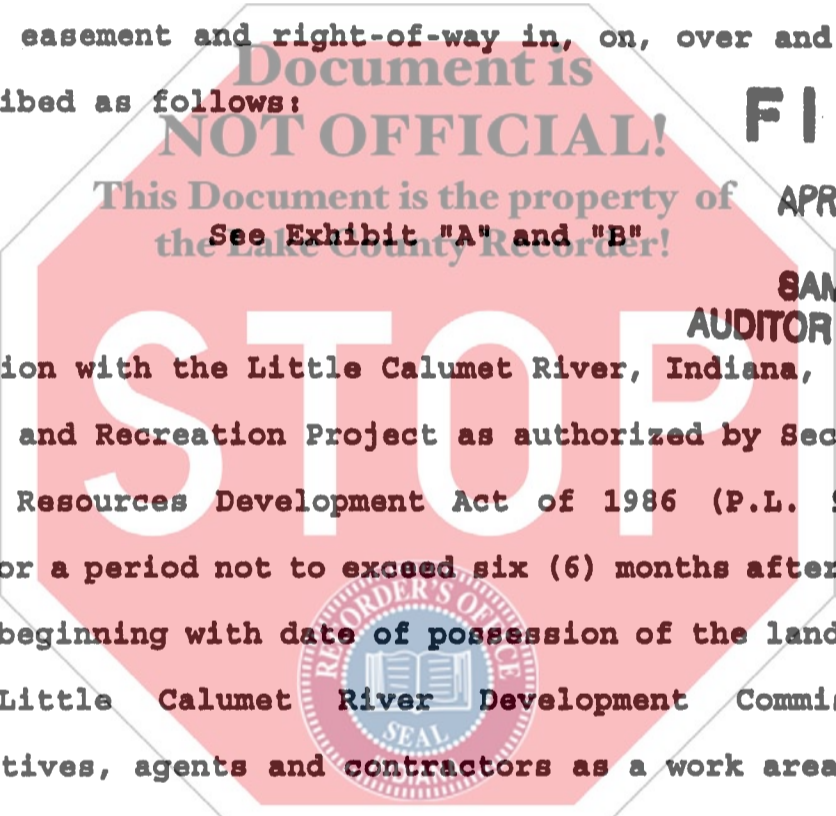 easement and right-of-way in, on, over and
Document is
ibed as follows:
NOT OFFICIAL!
FI
This Document is the property of
APR
See Exhibit "A" and "B"
the Lake County Recorder!
SAM
AUDITOR
STOP
ion with the Little Calumet River, Indiana,
and Recreation Project as authorized by Sec
Resources Development Act of 1986 (P.L.
or a period not to exceed six (6) months after
RECORDER'S OFFICE
beginning with date of possession of the land
Little Calumet River Development Commi
SEAL
tives, agents and contractors as a work area